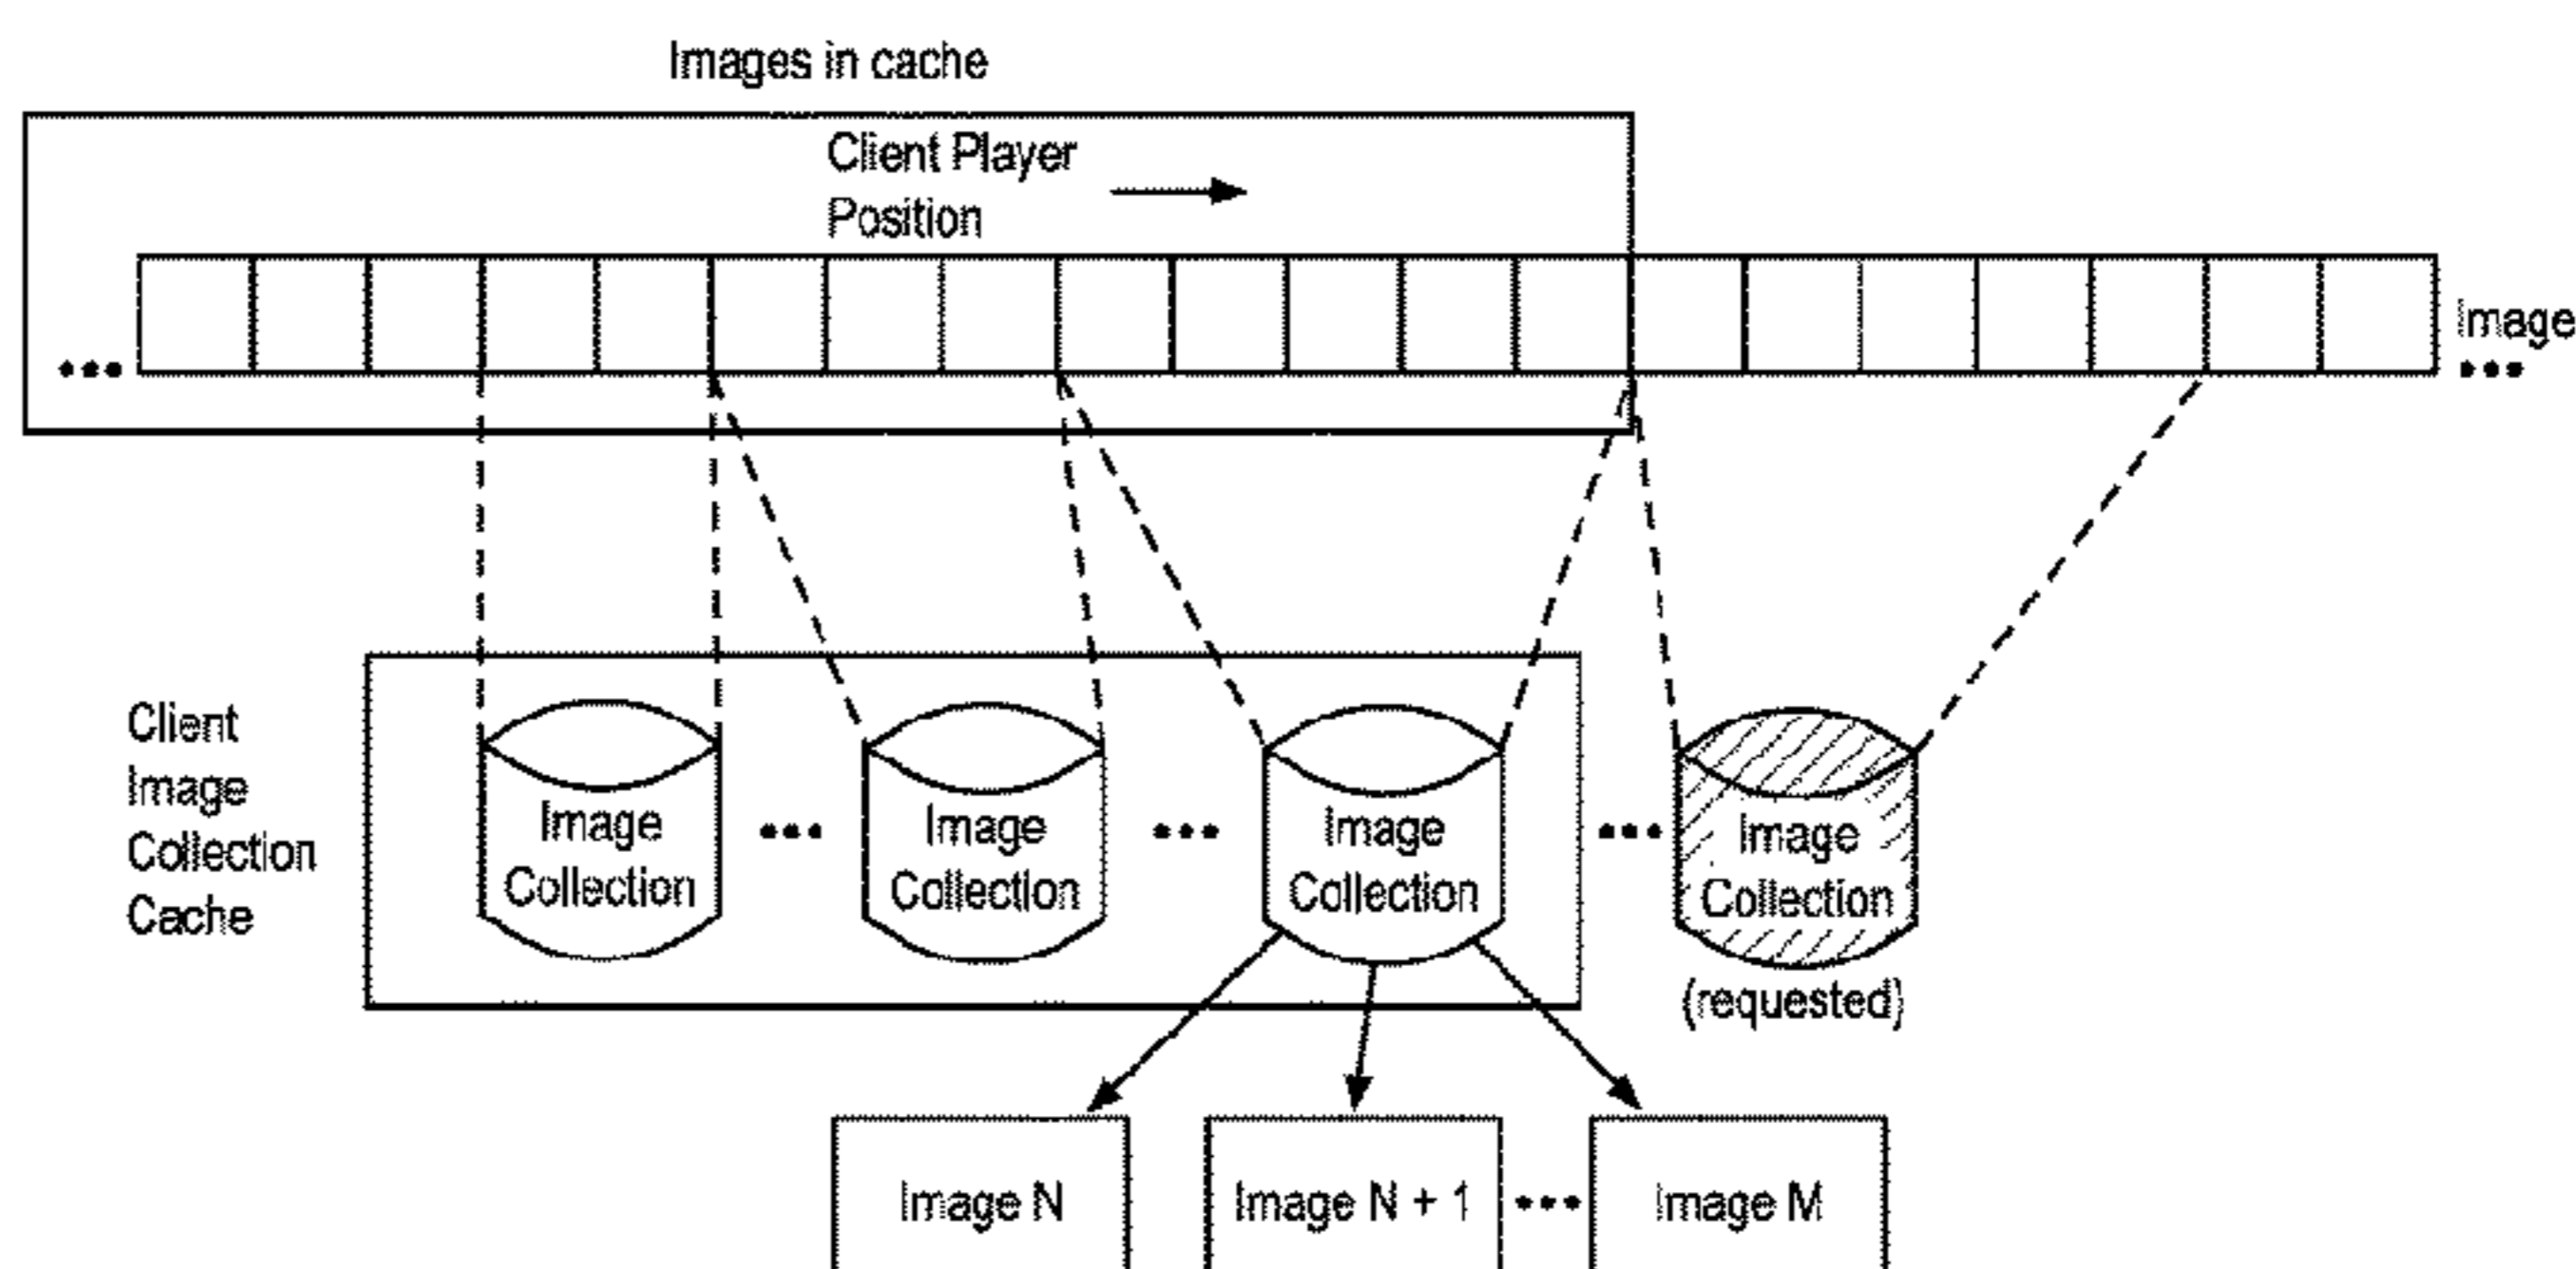 Images in cache
Client Player
Position
Image
•••
•••
Client
Image
Collection
Cache
Image
Collection
•••
Image
Collection
•••
Image
Collection
•••
Image
Collection
(requested)
Image N
Image N + 1
•••
Image M